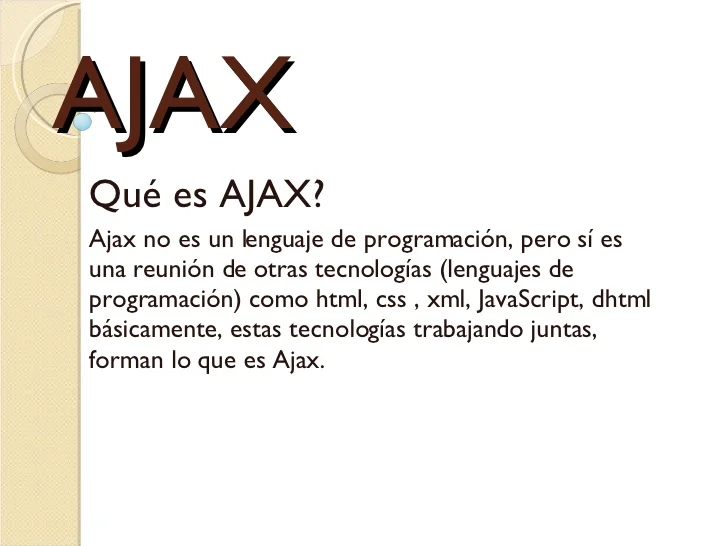 AJAX
Qué es AJAX?
Ajax no es un lenguaje de programación, pero sí es
una reunión de otras tecnologías (lenguajes de
programación) como html, css , xml, JavaScript, dhtml
básicamente, estas tecnologías trabajando juntas,
forman lo que es Ajax.